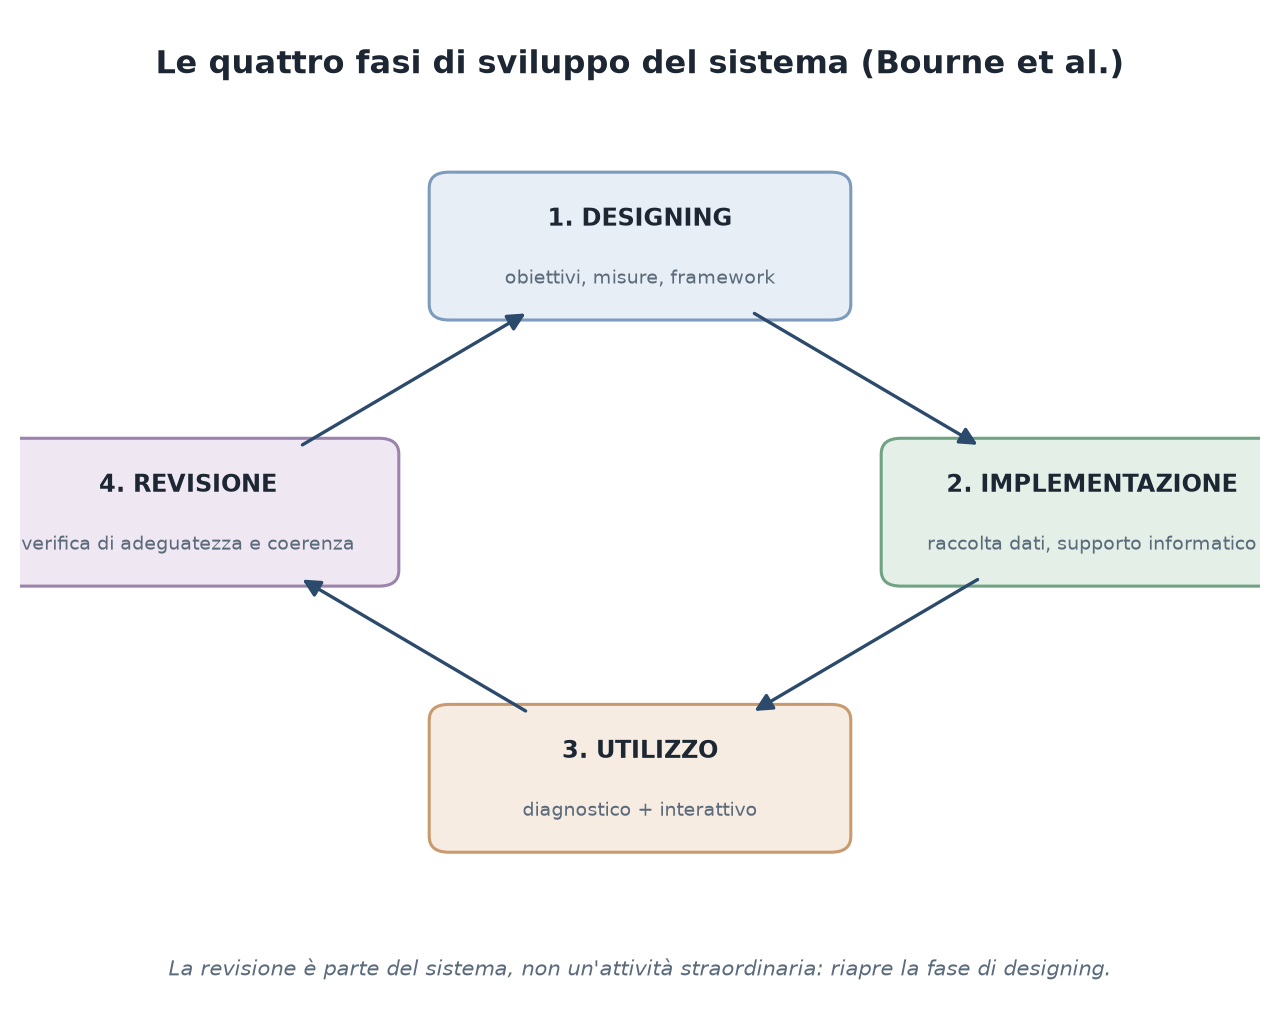 Le quattro fasi di sviluppo del sistema (Bourne et al.)
1. DESIGNING
obiettivi, misure, framework
4. REVISIONE
verifica di adeguatezza e coerenza
2. IMPLEMENTAZIONE
raccolta dati, supporto informatico
3. UTILIZZO
diagnostico + interattivo
La revisione è parte del sistema, non un'attività straordinaria: riapre la fase di designing.